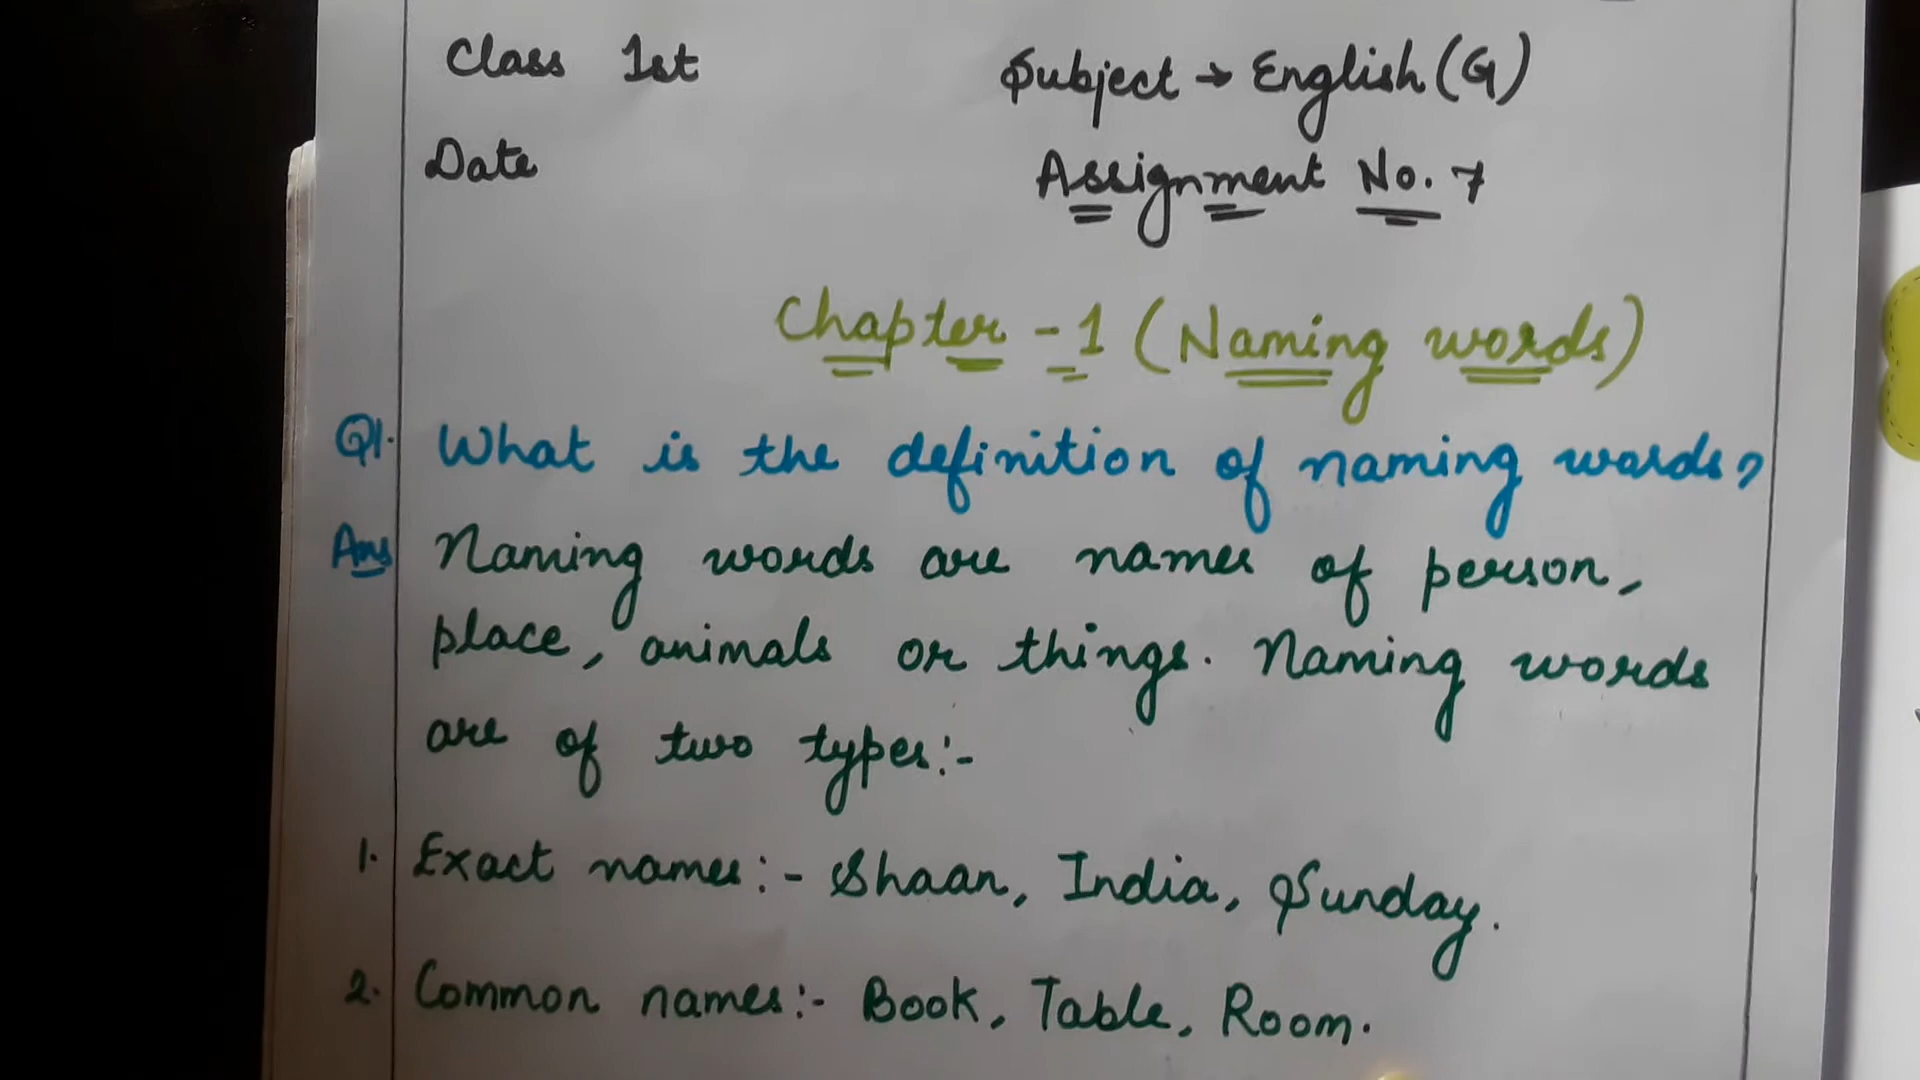 Class 1st Subject → English (G)
Date Assignment No. 7
Chapter - 1 (Naming words)
Q1. What is the definition of naming words?
Ans Naming words are names of person,
place, animals or things. Naming words
are of two types:-
1. Exact names:- Shaan, India, Sunday.
2. Common names:- Book, Table, Room.